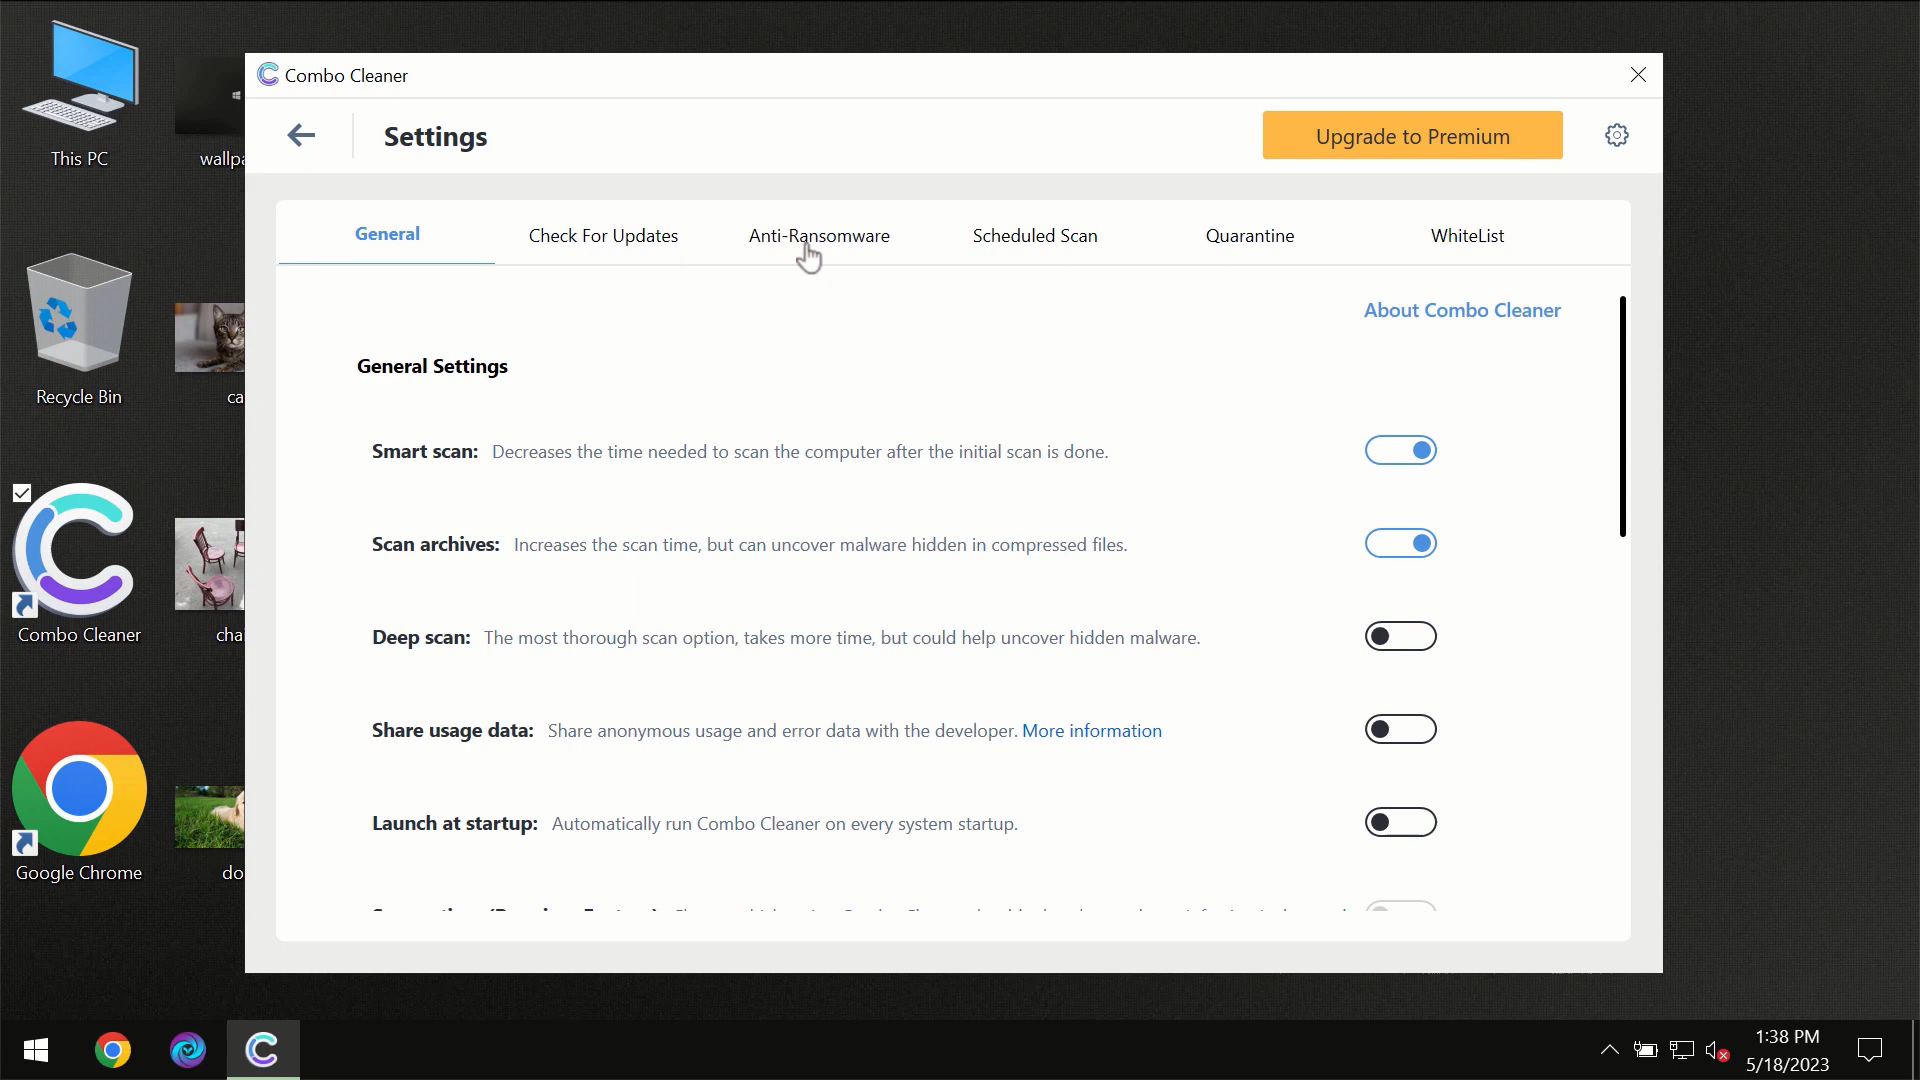 Combo Cleaner
Settings
Upgrade to Premium
General
Check For Updates
Anti-Ransomware
Scheduled Scan
Quarantine
WhiteList
About Combo Cleaner
General Settings
Smart scan: Decreases the time needed to scan the computer after the initial scan is done.
Scan archives: Increases the scan time, but can uncover malware hidden in compressed files.
Deep scan: The most thorough scan option, takes more time, but could help uncover hidden malware.
Share usage data: Share anonymous usage and error data with the developer. More information
Launch at startup: Automatically run Combo Cleaner on every system startup.
This PC
wallpa
Recycle Bin
ca
Combo Cleaner
chai
Google Chrome
do
1:38 PM
5/18/2023